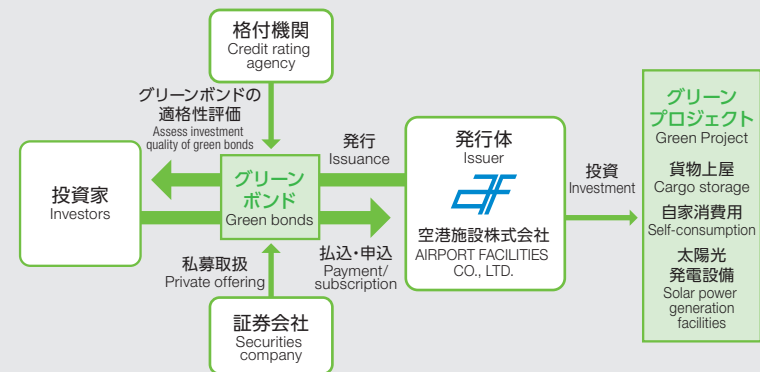 格付機関
Credit rating
agency
グリーンボンドの
適格性評価
Assess investment
quality of green bonds
投資家
Investors
グリーン
ボンド
Green bonds
発行
Issuance
払込・申込
Payment/
subscription
私募取扱
Private offering
証券会社
Securities
company
発行体
Issuer
空港施設株式会社
AIRPORT FACILITIES
CO., LTD.
投資
Investment
グリーン
プロジェクト
Green Project
貨物上屋
Cargo storage
自家消費用
Self-consumption
太陽光
発電設備
Solar power
generation
facilities